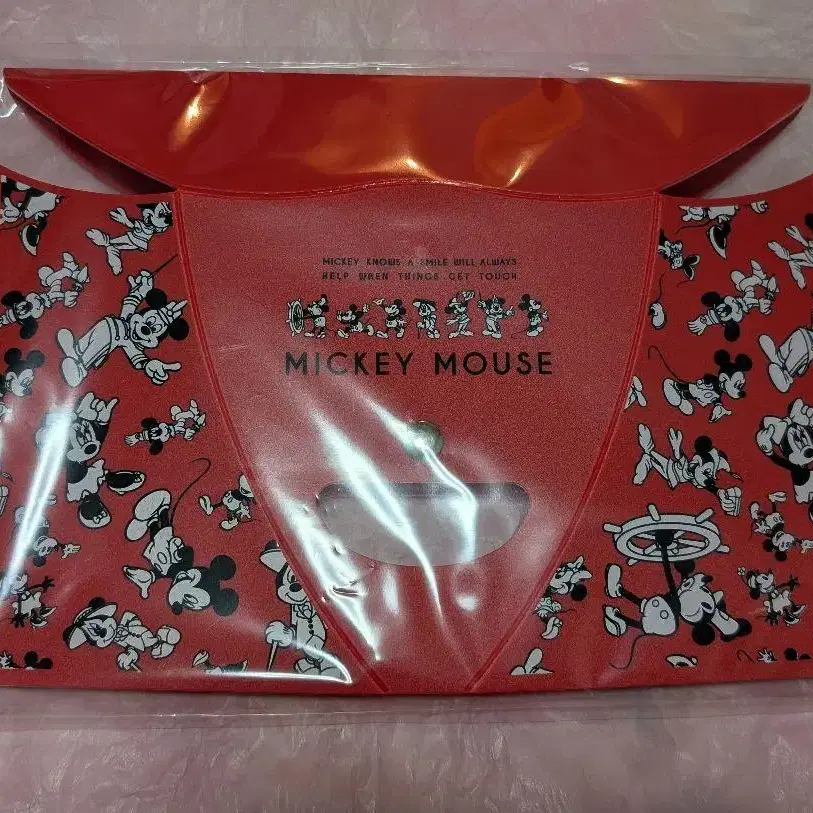 MICKEY KNOWS A SMILE WILL ALWAYS
HELP WHEN THINGS GET TOUGH
MICKEY MOUSE